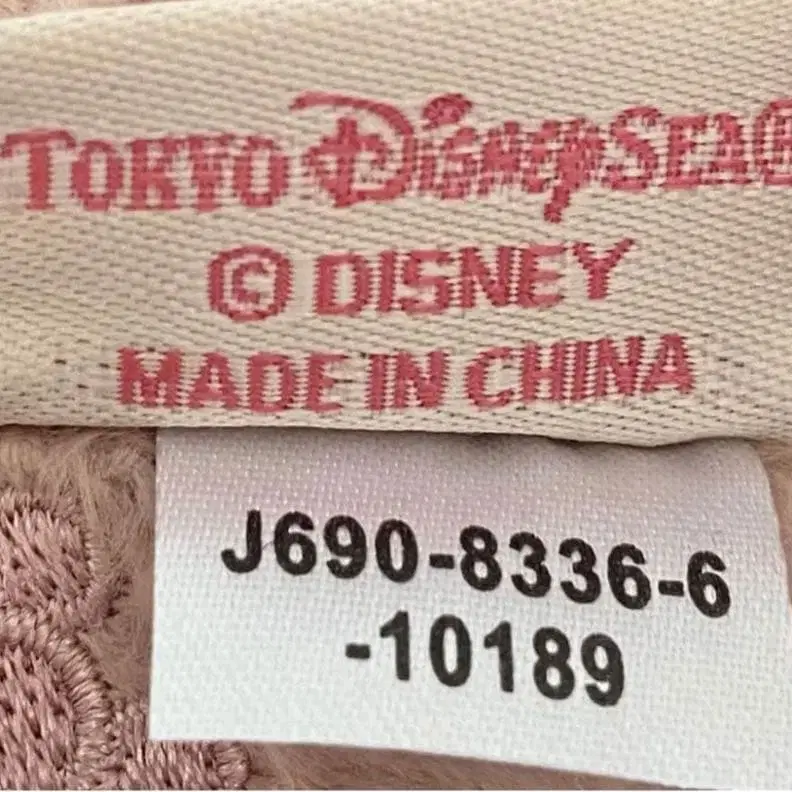 TOKYO DISNEYSEA®
© DISNEY
MADE IN CHINA
J690-8336-6
-10189